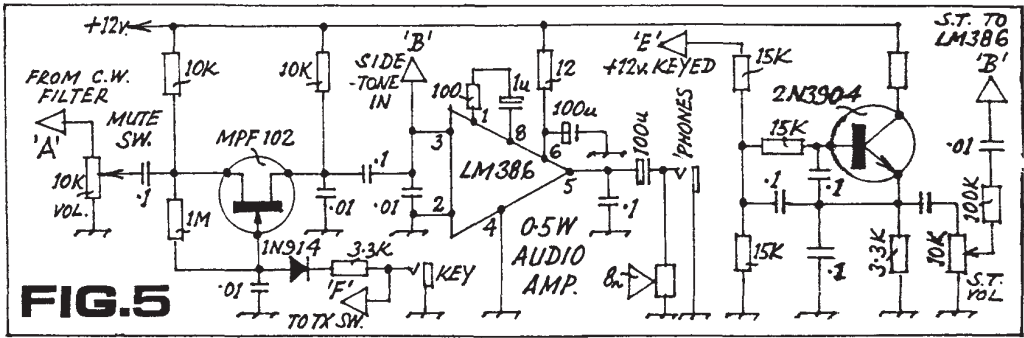 +12v.
FROM C.W.
FILTER
'A'
10K
VOL.
MUTE
SW.
.1
10K
1M
MPF102
10K
.01
1N914
.01
3.3K
'F'
TO TX SW.
KEY
.1
.01
'B'
SIDE
-TONE
IN
100
1u
3
2
1
8
6
5
4
LM386
0.5W
AUDIO
AMP.
12
100u
100u
.1
'PHONES
8Ω
'E'
+12v. KEYED
15K
15K
15K
.1
.1
.1
2N3904
3.3K
10K
S.T.
VOL
100K
.01
S.T. TO
LM386
'B'
FIG.5